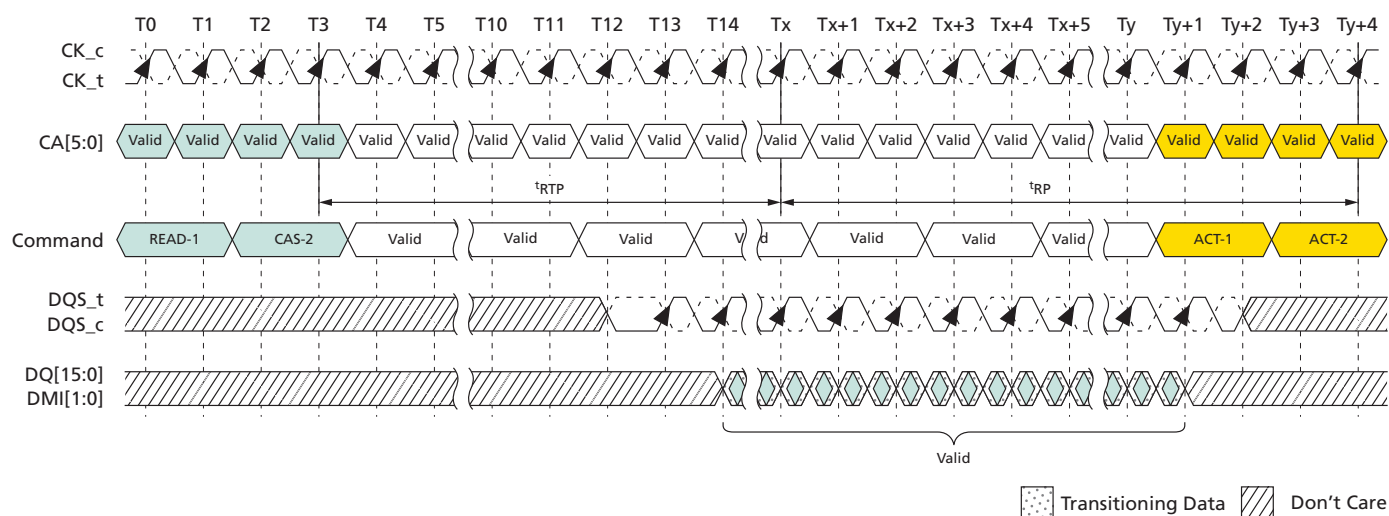 T0 T1 T2 T3 T4 T5 T10 T11 T12 T13 T14 Tx Tx+1 Tx+2 Tx+3 Tx+4 Tx+5 Ty Ty+1 Ty+2 Ty+3 Ty+4
CK_c
CK_t
CA[5:0] Valid Valid Valid Valid Valid Valid Valid Valid Valid Valid Valid Valid Valid Valid Valid Valid Valid Valid Valid Valid Valid Valid
tRTP tRP
Command READ-1 CAS-2 Valid Valid Valid Valid Valid Valid Valid ACT-1 ACT-2
DQS_t
DQS_c
DQ[15:0]
DMI[1:0]
Valid
Transitioning Data Don't Care